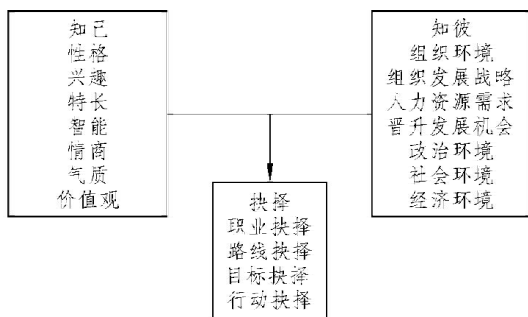 知己
性格
兴趣
特长
智能
情商
气质
价值观
知彼
组织环境
组织发展战略
人力资源需求
晋升发展机会
政治环境
社会环境
经济环境
抉择
职业抉择
路线抉择
目标抉择
行动抉择